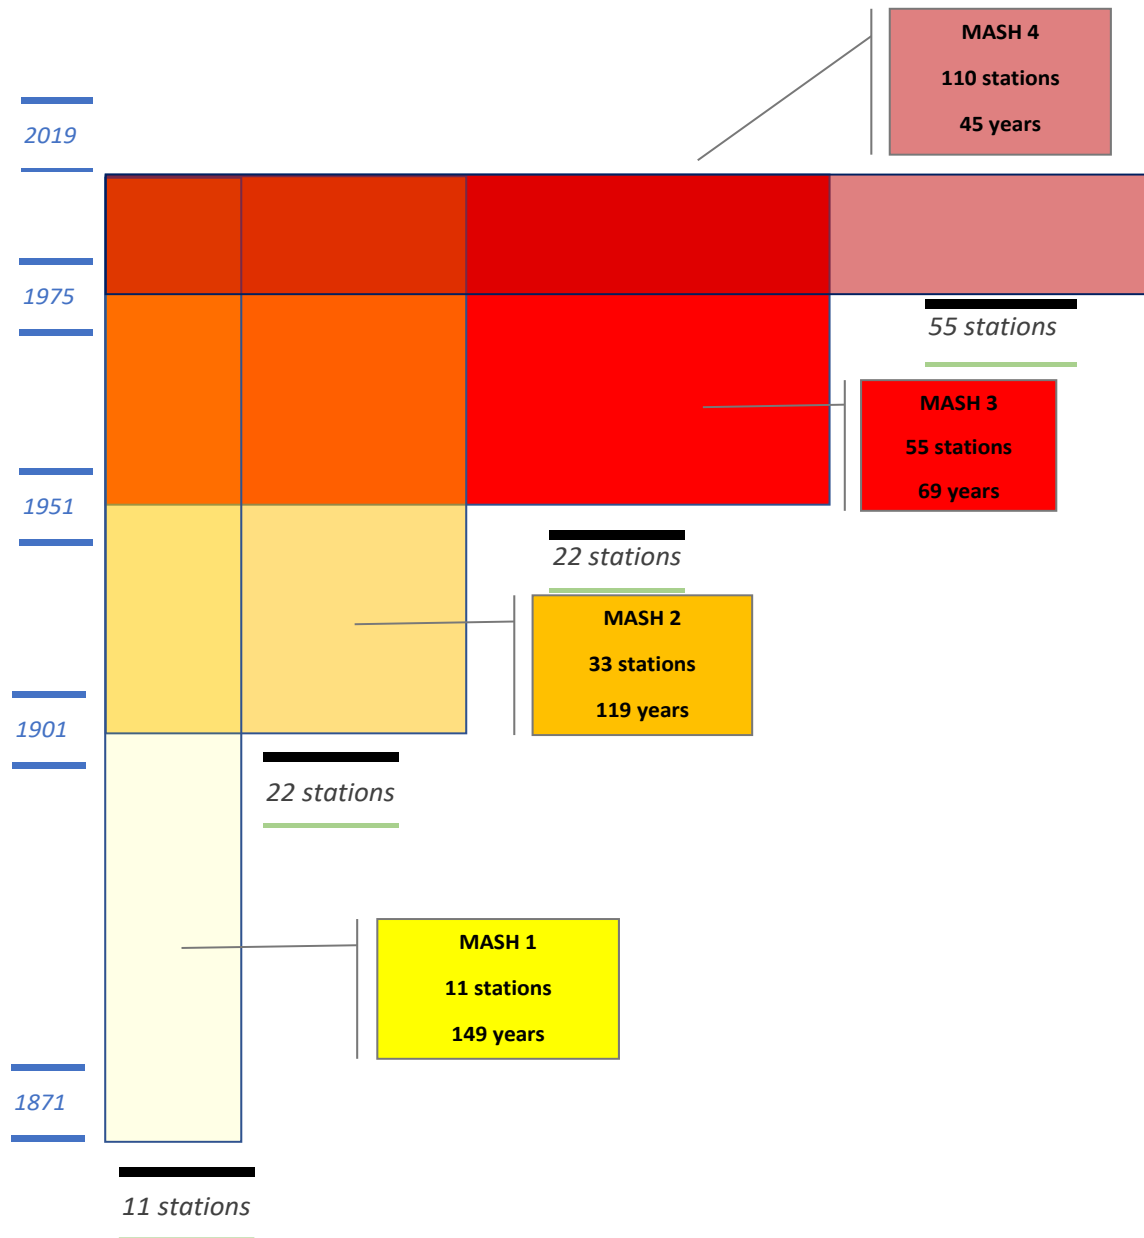 MASH 4
110 stations
45 years
2019
1975
55 stations
MASH 3
55 stations
69 years
1951
22 stations
MASH 2
33 stations
119 years
1901
22 stations
MASH 1
11 stations
149 years
1871
11 stations